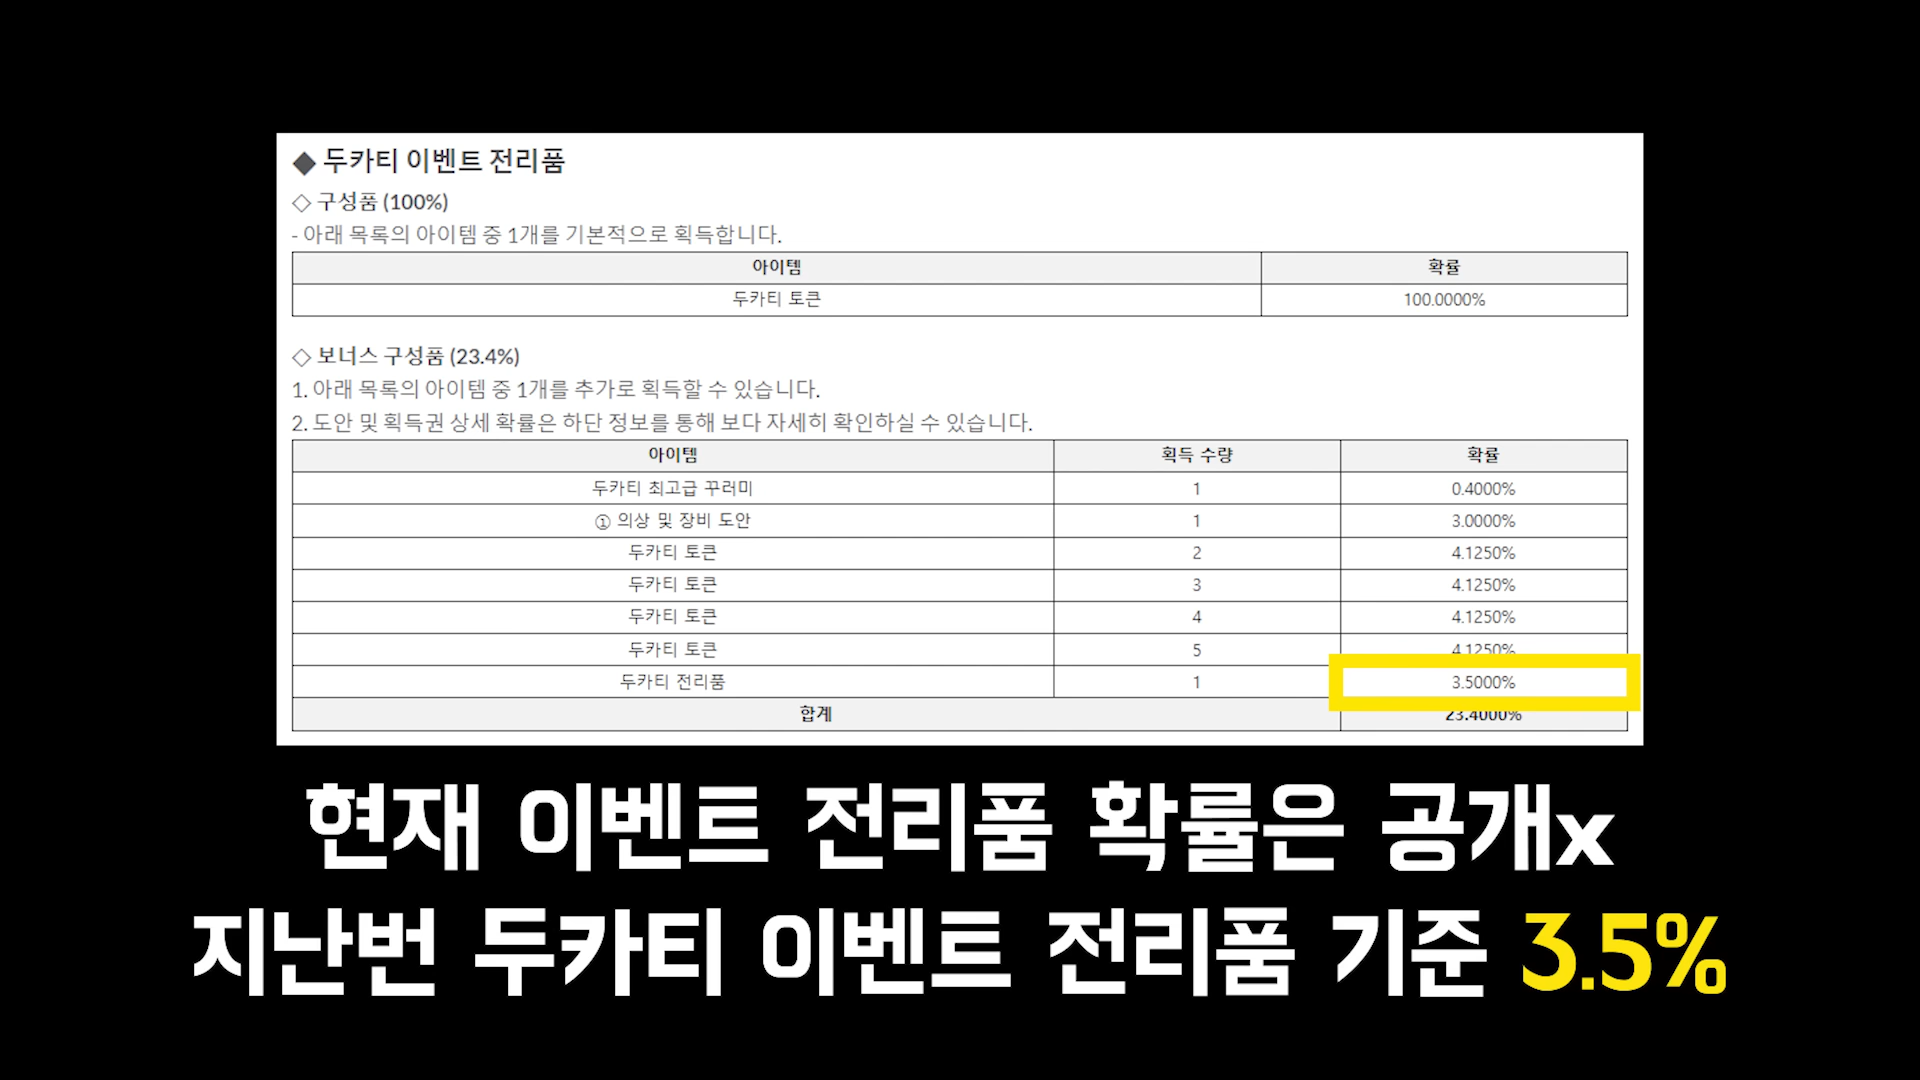 ◆ 두카티 이벤트 전리품
◇ 구성품 (100%)
- 아래 목록의 아이템 중 1개를 기본적으로 획득합니다.
아이템 확률
두카티 토큰 100.0000%
◇ 보너스 구성품 (23.4%)
1. 아래 목록의 아이템 중 1개를 추가로 획득할 수 있습니다.
2. 도안 및 획득권 상세 확률은 하단 정보를 통해 보다 자세히 확인하실 수 있습니다.
아이템 획득 수량 확률
두카티 최고급 꾸러미 1 0.4000%
① 의상 및 장비 도안 1 3.0000%
두카티 토큰 2 4.1250%
두카티 토큰 3 4.1250%
두카티 토큰 4 4.1250%
두카티 토큰 5 4.1250%
두카티 전리품 1 3.5000%
합계 23.4000%
현재 이벤트 전리품 확률은 공개x
지난번 두카티 이벤트 전리품 기준 3.5%